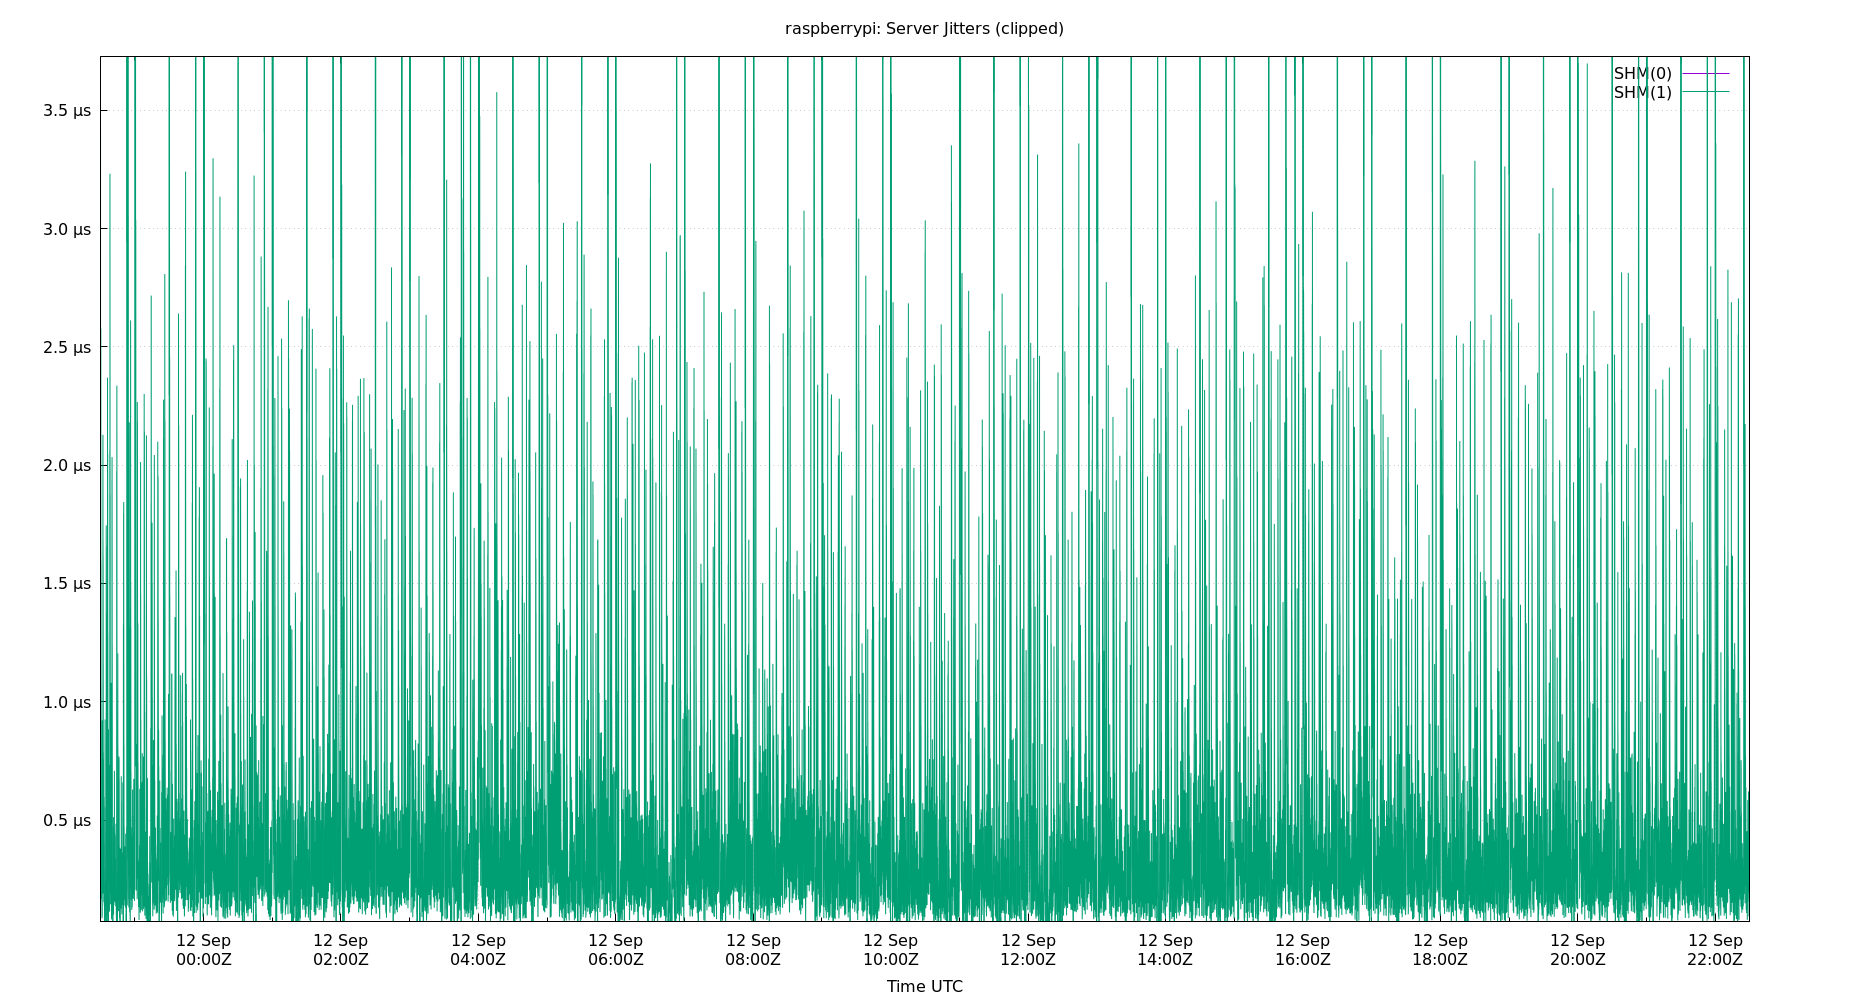 raspberrypi: Server Jitters (clipped)
SHM(0)
SHM(1)
3.5 µs
3.0 µs
2.5 µs
2.0 µs
1.5 µs
1.0 µs
0.5 µs
12 Sep 12 Sep 12 Sep 12 Sep 12 Sep 12 Sep 12 Sep 12 Sep 12 Sep 12 Sep 12 Sep 12 Sep
00:00Z 02:00Z 04:00Z 06:00Z 08:00Z 10:00Z 12:00Z 14:00Z 16:00Z 18:00Z 20:00Z 22:00Z
Time UTC